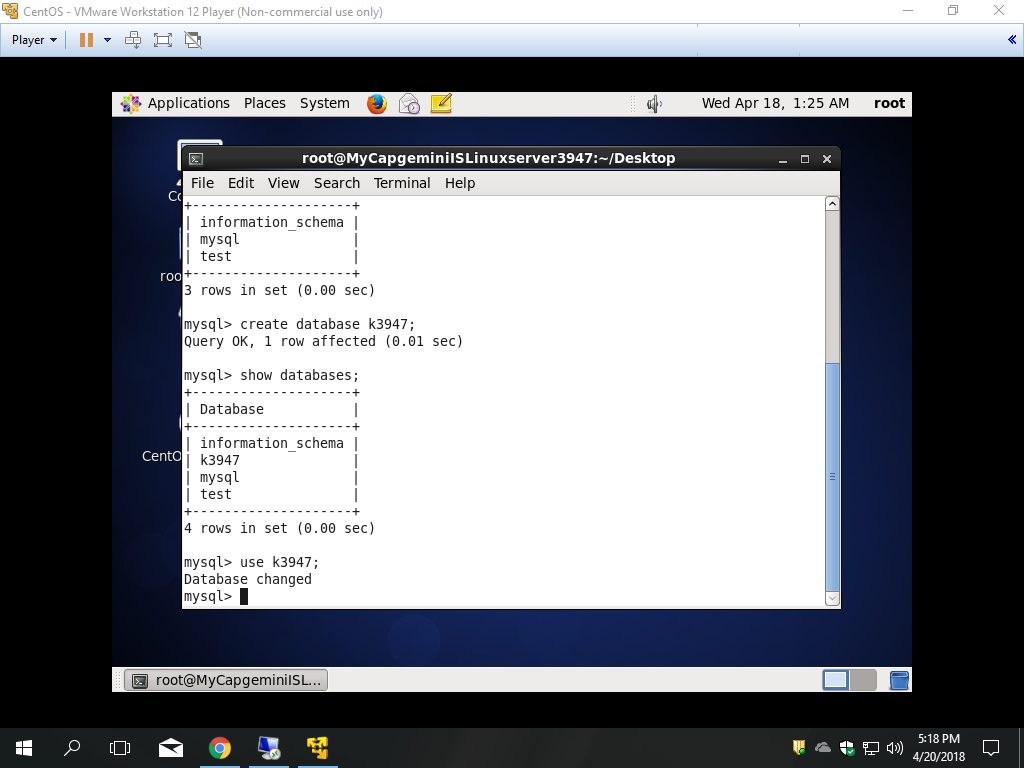 CentOS - VMware Workstation 12 Player (Non-commercial use only)
Player
Applications Places System Wed Apr 18, 1:25 AM root
root@MyCapgeminiISLinuxserver3947:~/Desktop
File Edit View Search Terminal Help
+--------------------+
| information_schema |
| mysql              |
| test               |
+--------------------+
3 rows in set (0.00 sec)
mysql> create database k3947;
Query OK, 1 row affected (0.01 sec)
mysql> show databases;
+--------------------+
| Database           |
+--------------------+
| information_schema |
| k3947              |
| mysql              |
| test               |
+--------------------+
4 rows in set (0.00 sec)
mysql> use k3947;
Database changed
mysql>
Co
roo
CentO
root@MyCapgeminiISL...
5:18 PM
4/20/2018